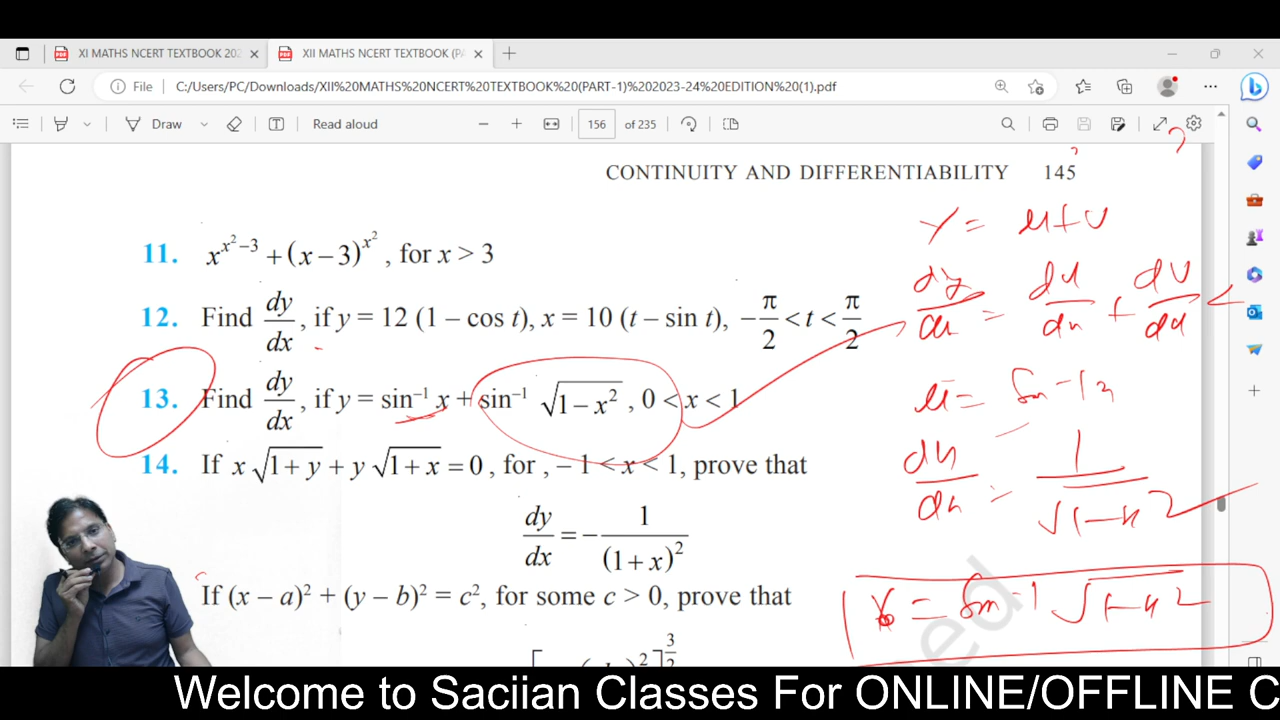 XI MATHS NCERT TEXTBOOK 202
XII MATHS NCERT TEXTBOOK (PA
File
C:/Users/PC/Downloads/XII%20MATHS%20NCERT%20TEXTBOOK%20(PART-1)%202023-24%20EDITION%20(1).pdf
Draw
Read aloud
156 of 235
CONTINUITY AND DIFFERENTIABILITY 145
11. x^{x²−3} + (x − 3)^{x²}, for x > 3
12. Find dy/dx, if y = 12 (1 – cos t), x = 10 (t – sin t), −π/2 < t < π/2
13. Find dy/dx, if y = sin⁻¹ x + sin⁻¹ √(1−x²), 0 < x < 1
14. If x√(1+y) + y√(1+x) = 0, for , – 1 < x < 1, prove that
dy/dx = −1/(1+x)²
If (x – a)² + (y – b)² = c², for some c > 0, prove that
y = u+v
dy/dx = du/dx + dv/dx
u = sin⁻¹x
du/dx = 1/√(1−x²)
v = sin⁻¹ √(1−x²)
Welcome to Saciian Classes For ONLINE/OFFLINE C